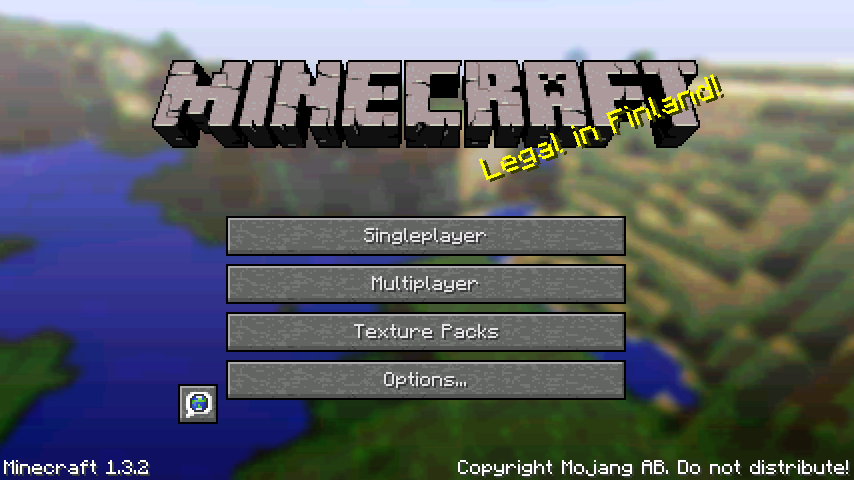 MINECRAFT
Legal in Finland!
Singleplayer
Multiplayer
Texture Packs
Options...
Minecraft 1.3.2
Copyright Mojang AB. Do not distribute!